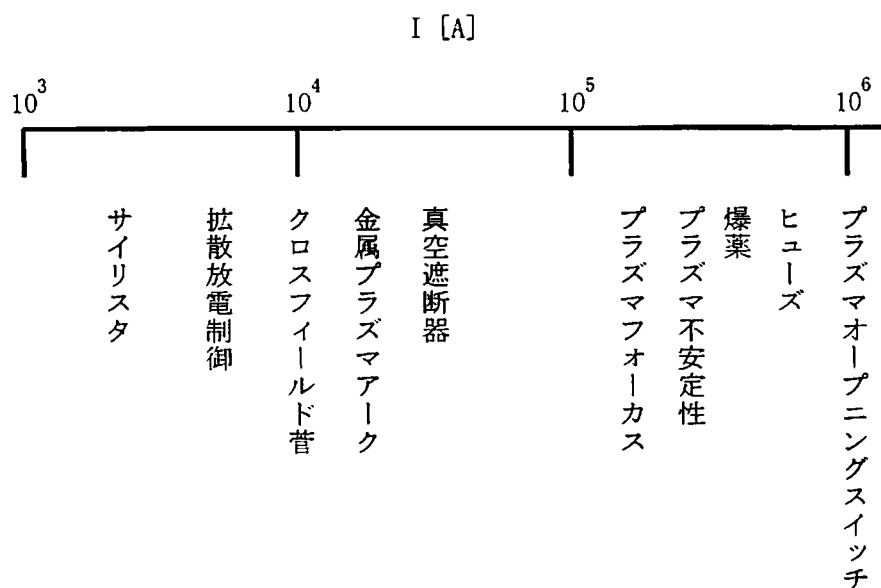 I [A]
10³ 10⁴ 10⁵ 10⁶
サイリスタ
拡散放電制御
クロスフィールド菅
金属プラズマアーク
真空遮断器
プラズマフォーカス
プラズマ不安定性
爆薬
ヒューズ
プラズマオープニングスイッチ